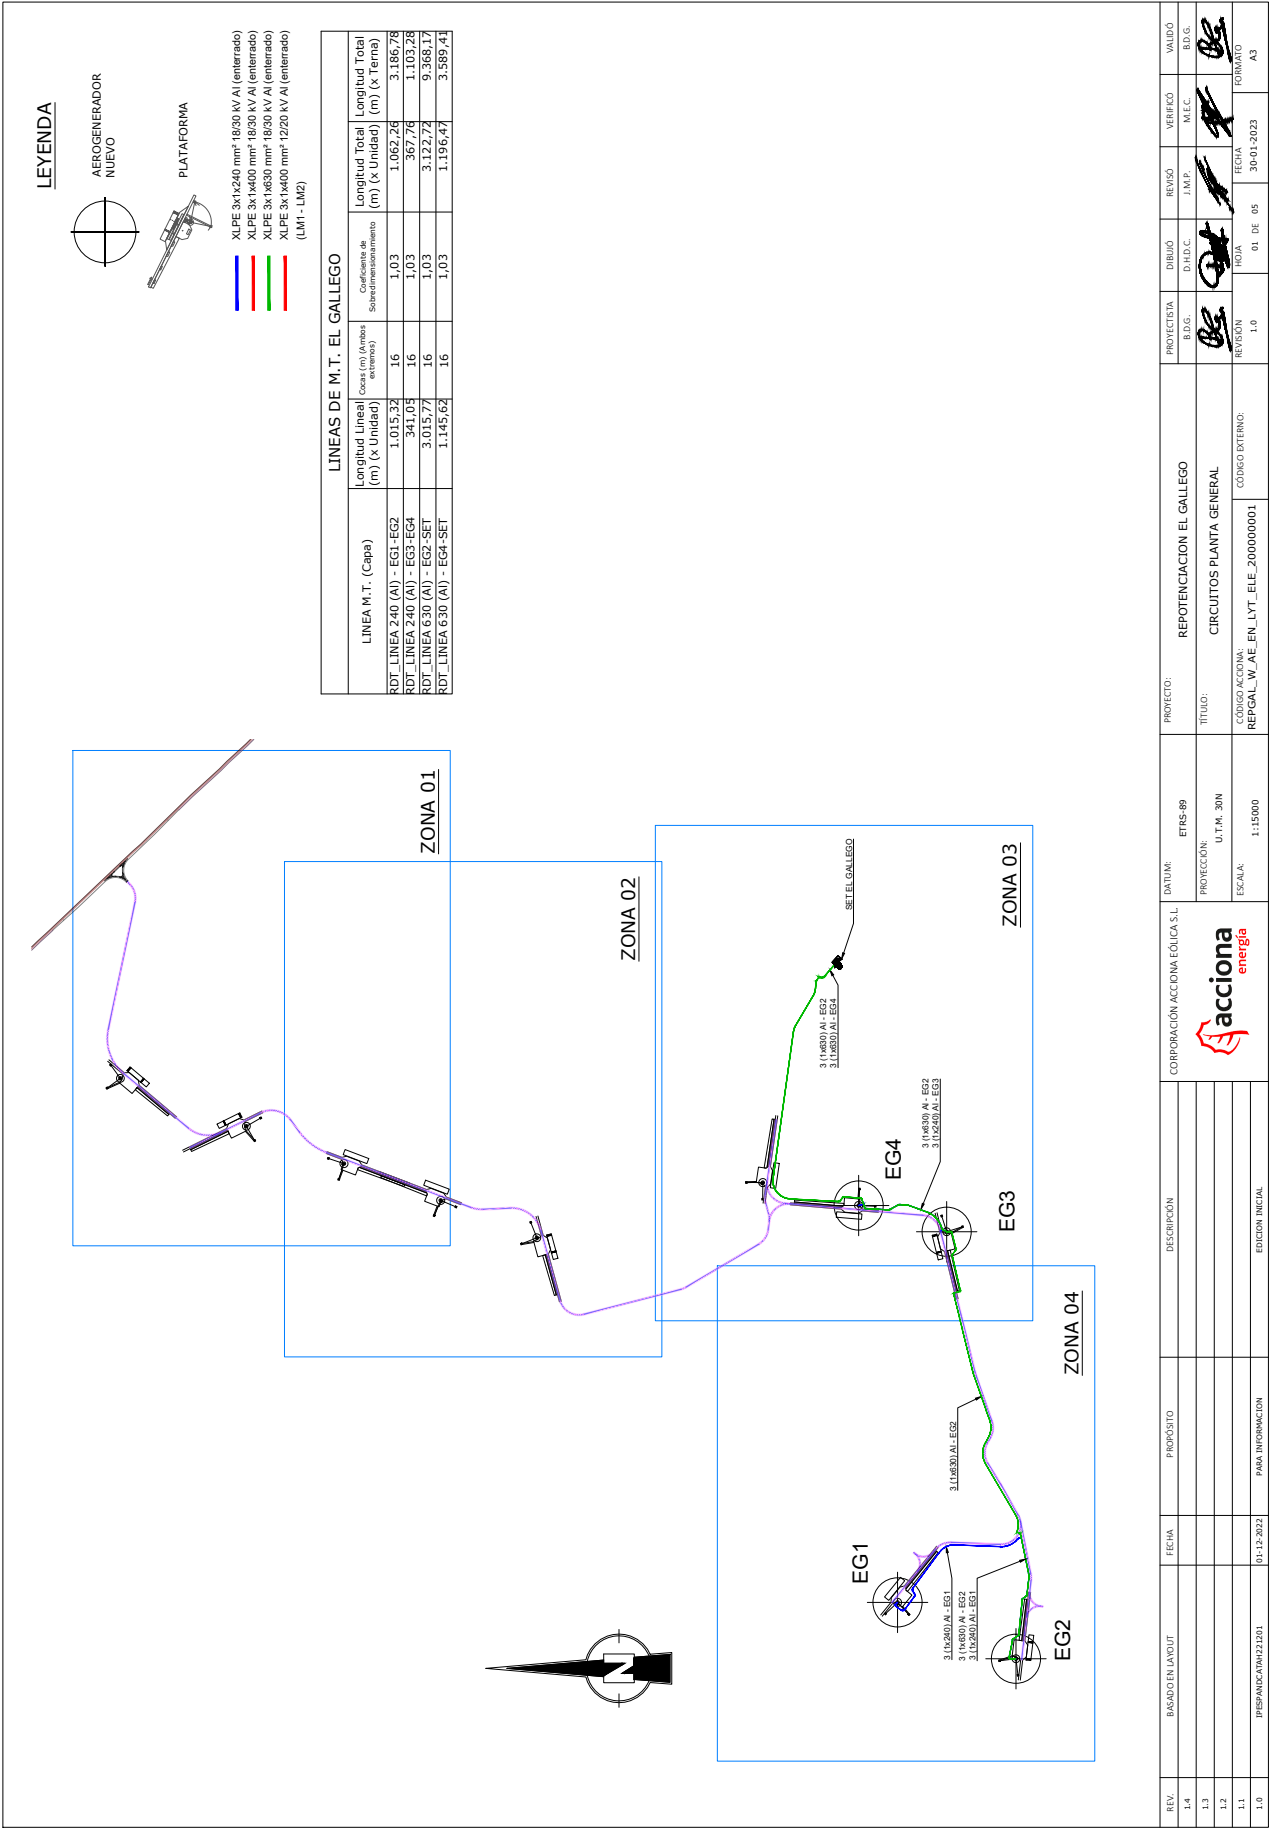 LEYENDA
AEROGENERADOR
NUEVO
PLATAFORMA
XLPE 3x1x240 mm² 18/30 kV Al (enterrado)
XLPE 3x1x400 mm² 18/30 kV Al (enterrado)
XLPE 3x1x630 mm² 18/30 kV Al (enterrado)
XLPE 3x1x400 mm² 12/20 kV Al (enterrado)
(LM1 - LM2)
LINEAS DE M.T. EL GALLEGO
LINEA M.T. (Capa)
Longitud Lineal (m) (x Unidad)
Cocas (m) (Ambos extremos)
Coeficiente de Sobredimensionamiento
Longitud Total (m) (x Unidad)
Longitud Total (m) (x Terna)
RDT_LINEA 240 (Al) - EG1-EG2 1.015,32 16 1,03 1.062,26 3.186,78
RDT_LINEA 240 (Al) - EG3-EG4 341,05 16 1,03 367,76 1.103,28
RDT_LINEA 630 (Al) - EG2-SET 3.015,77 16 1,03 3.122,72 9.368,17
RDT_LINEA 630 (Al) - EG4-SET 1.145,62 16 1,03 1.196,47 3.589,41
ZONA 01
ZONA 02
ZONA 03
ZONA 04
SET EL GALLEGO
3 (1x630) Al - EG2
3 (1x630) Al - EG4
3 (1x630) Al - EG2
3 (1x240) Al - EG3
EG4
EG3
3 (1x630) Al - EG2
EG1
3 (1x240) Al - EG1
3 (1x630) Al - EG2
3 (1x240) Al - EG1
EG2
N
REV. BASADO EN LAYOUT FECHA PROPÓSITO DESCRIPCIÓN
1.4
1.3
1.2
1.1
1.0 IPESPANDCATAH221201 01-12-2022 PARA INFORMACION EDICION INICIAL
CORPORACIÓN ACCIONA EÓLICA S.L.
acciona
energía
DATUM:
ETRS-89
PROYECCIÓN:
U.T.M. 30N
ESCALA:
1:15000
PROYECTO:
REPOTENCIACION EL GALLEGO
TÍTULO:
CIRCUITOS PLANTA GENERAL
CÓDIGO ACCIONA:
REPGAL_W_AE_EN_LYT_ELE_200000001
CÓDIGO EXTERNO:
PROYECTISTA DIBUJÓ REVISÓ VERIFICÓ VALIDÓ
B.D.G. D.H.D.C. J.M.P. M.E.C. B.D.G.
REVISIÓN HOJA FECHA FORMATO
1.0 01 DE 05 30-01-2023 A3